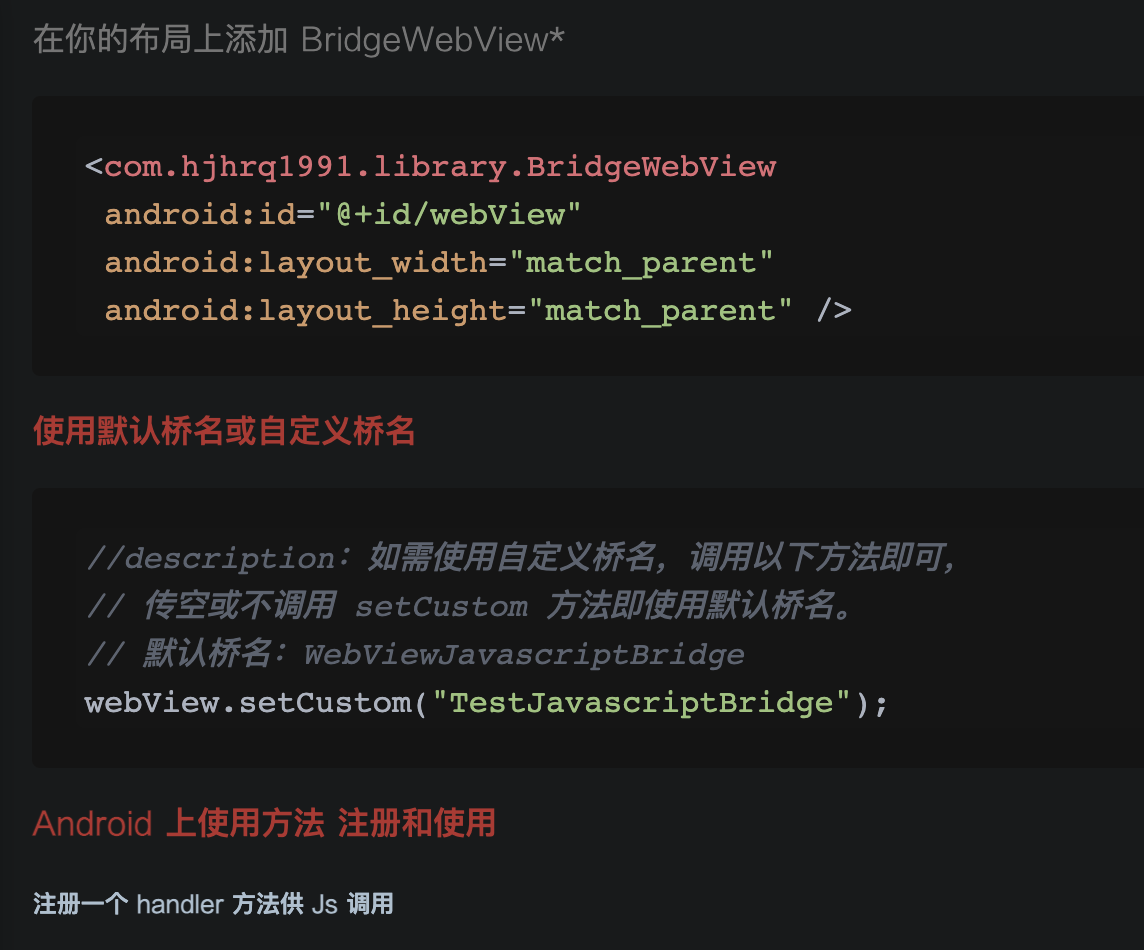 在你的布局上添加 BridgeWebView*
<com.hjhrq1991.library.BridgeWebView
android:id="@+id/webView"
android:layout_width="match_parent"
android:layout_height="match_parent" />
使用默认桥名或自定义桥名
//description：如需使用自定义桥名，调用以下方法即可，
// 传空或不调用 setCustom 方法即使用默认桥名。
// 默认桥名：WebViewJavascriptBridge
webView.setCustom("TestJavascriptBridge");
Android 上使用方法 注册和使用
注册一个 handler 方法供 Js 调用